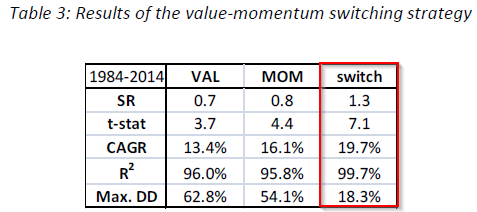 Table 3: Results of the value-momentum switching strategy
1984-2014 VAL MOM switch
SR 0.7 0.8 1.3
t-stat 3.7 4.4 7.1
CAGR 13.4% 16.1% 19.7%
R² 96.0% 95.8% 99.7%
Max. DD 62.8% 54.1% 18.3%